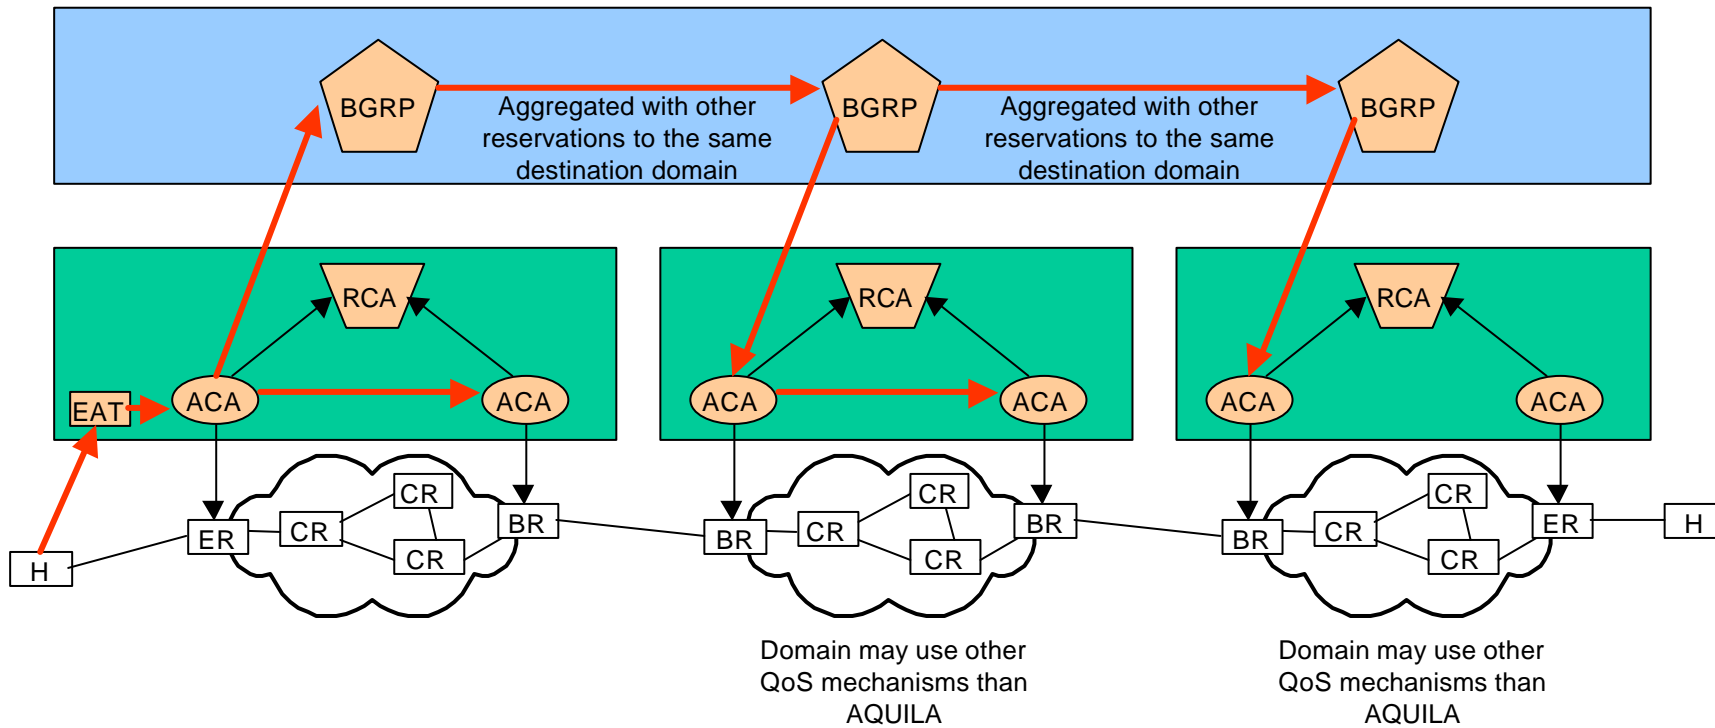 BGRP
Aggregated with other
reservations to the same
destination domain
BGRP
Aggregated with other
reservations to the same
destination domain
BGRP
RCA
RCA
RCA
EAT
ACA
ACA
ACA
ACA
ACA
ACA
H
ER
CR
CR
CR
BR
BR
CR
CR
CR
BR
BR
CR
CR
CR
ER
H
Domain may use other
QoS mechanisms than
AQUILA
Domain may use other
QoS mechanisms than
AQUILA